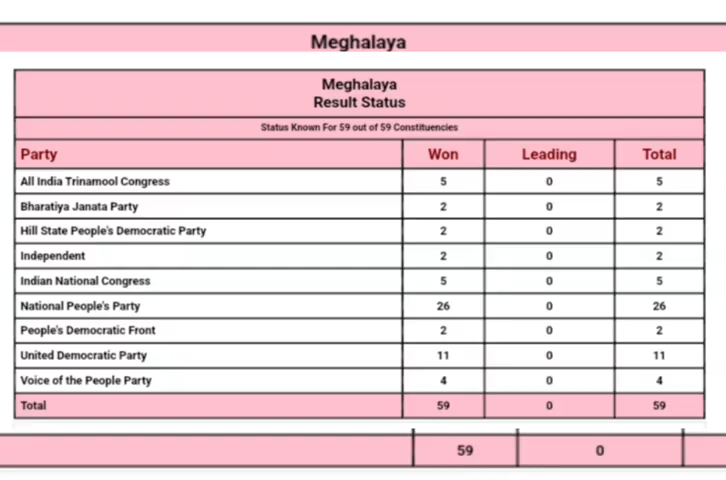 Meghalaya
Meghalaya
Result Status
Status Known For 59 out of 59 Constituencies
Party Won Leading Total
All India Trinamool Congress 5 0 5
Bharatiya Janata Party 2 0 2
Hill State People's Democratic Party 2 0 2
Independent 2 0 2
Indian National Congress 5 0 5
National People's Party 26 0 26
People's Democratic Front 2 0 2
United Democratic Party 11 0 11
Voice of the People Party 4 0 4
Total 59 0 59
59 0